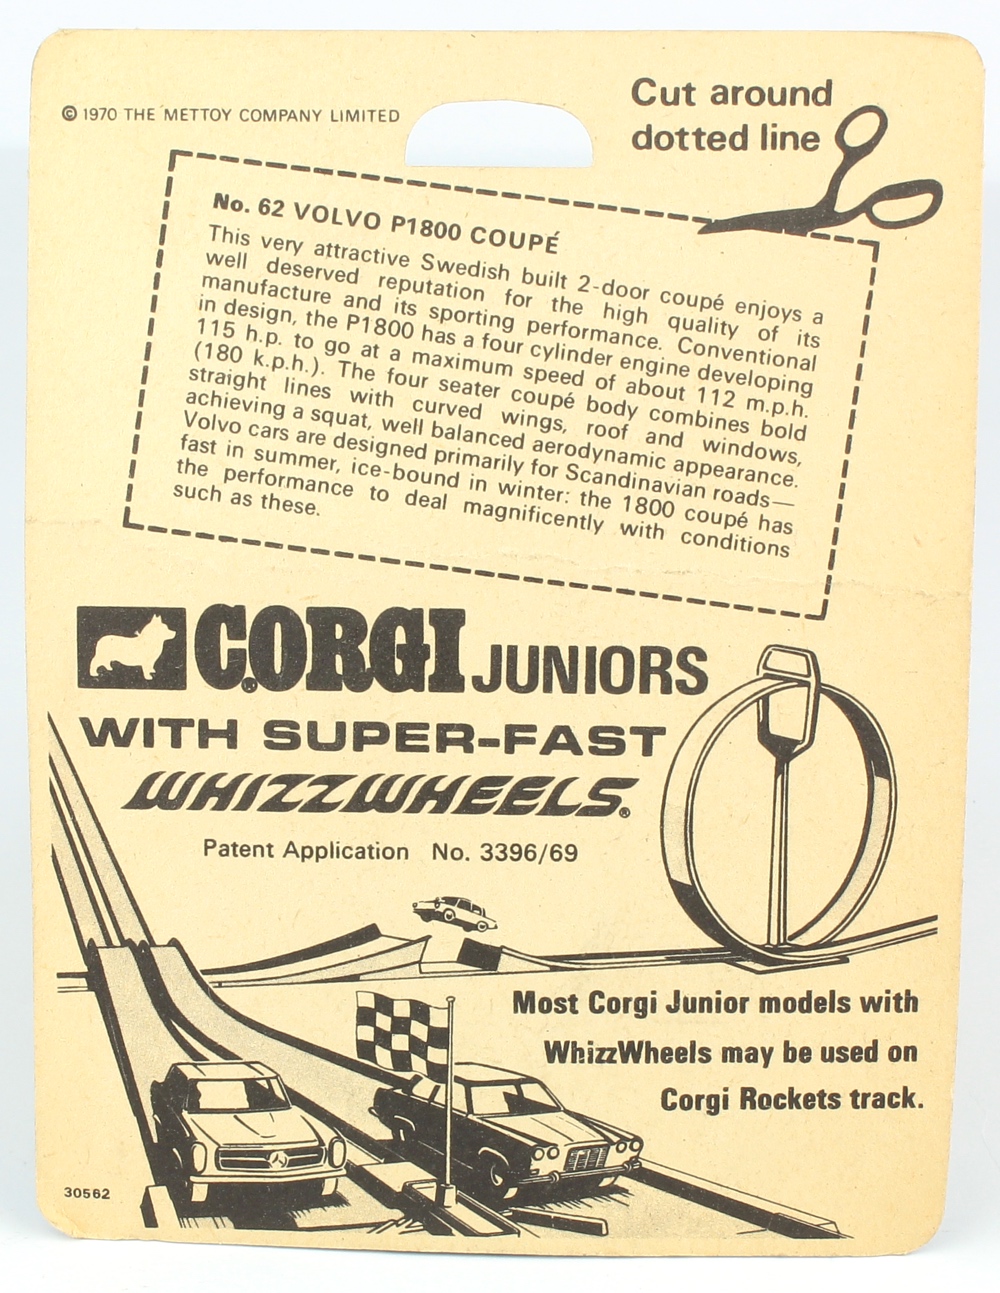 © 1970 THE METTOY COMPANY LIMITED
Cut around
dotted line
No. 62 VOLVO P1800 COUPÉ
This very attractive Swedish built 2-door coupé enjoys a
well deserved reputation for the high quality of its
manufacture and its sporting performance. Conventional
in design, the P1800 has a four cylinder engine developing
115 h.p. to go at a maximum speed of about 112 m.p.h.
(180 k.p.h.). The four seater coupé body combines bold
straight lines with curved wings, roof and windows,
achieving a squat, well balanced aerodynamic appearance.
Volvo cars are designed primarily for Scandinavian roads—
fast in summer, ice-bound in winter: the 1800 coupé has
the performance to deal magnificently with conditions
such as these.
CORGI® JUNIORS
WITH SUPER-FAST
WHIZZWHEELS®
Patent Application No. 3396/69
Most Corgi Junior models with
WhizzWheels may be used on
Corgi Rockets track.
30562